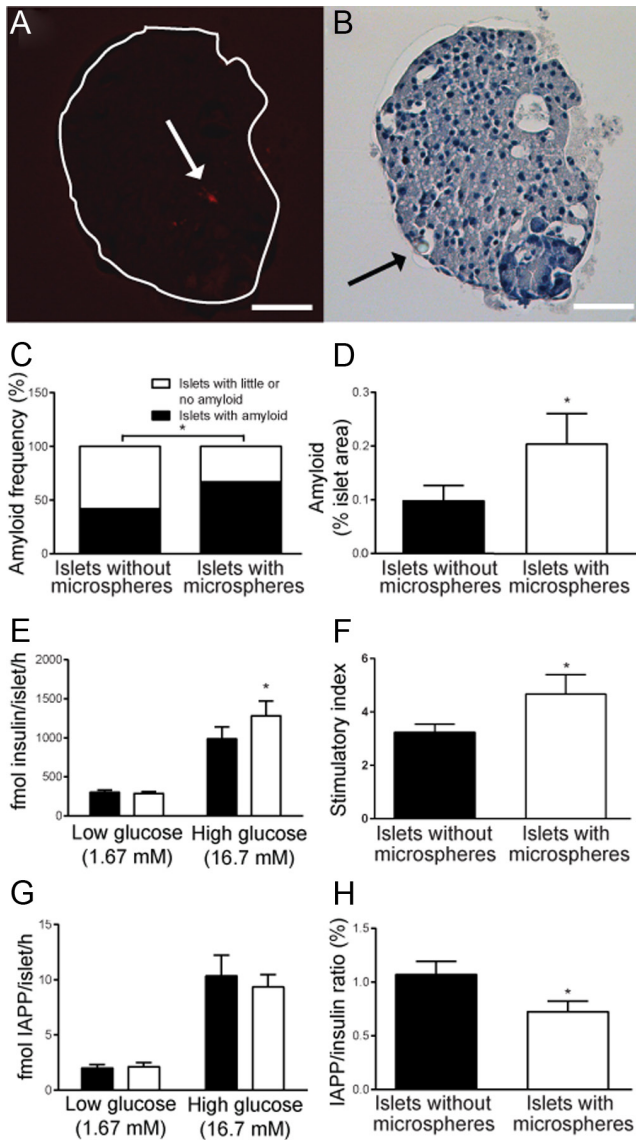 A
B
C
Amyloid frequency (%)
150
100
50
0
Islets with little or
no amyloid
Islets with amyloid
*
Islets without
microspheres
Islets with
microspheres
D
Amyloid
(% islet area)
0.3
0.2
0.1
0.0
*
Islets without
microspheres
Islets with
microspheres
E
fmol insulin/islet/h
2000
1500
1000
500
0
*
Low glucose
(1.67 mM)
High glucose
(16.7 mM)
F
Stimulatory index
6
4
2
0
*
Islets without
microspheres
Islets with
microspheres
G
fmol IAPP/islet/h
15
10
5
0
Low glucose
(1.67 mM)
High glucose
(16.7 mM)
H
IAPP/insulin ratio (%)
1.5
1.0
0.5
0.0
*
Islets without
microspheres
Islets with
microspheres